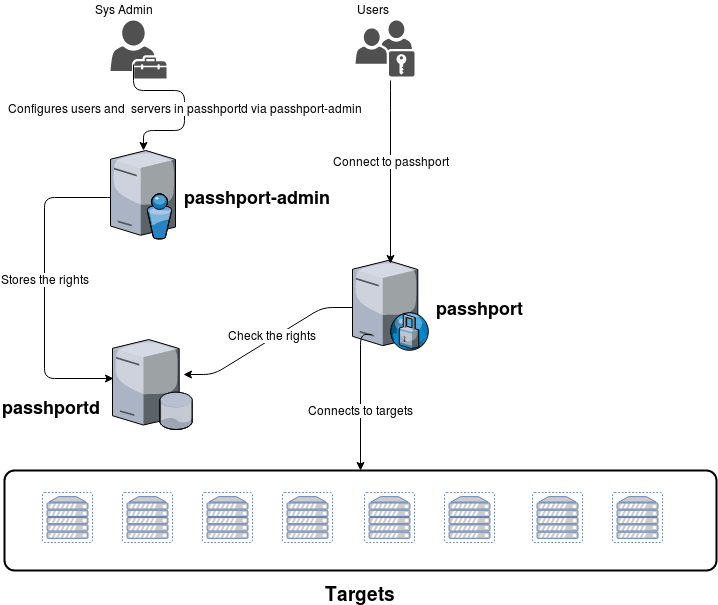 Sys Admin
Users
Configures users and servers in passhportd via passhport-admin
Connect to passhport
passhport-admin
Stores the rights
passhport
Check the rights
passhportd
Connects to targets
Targets